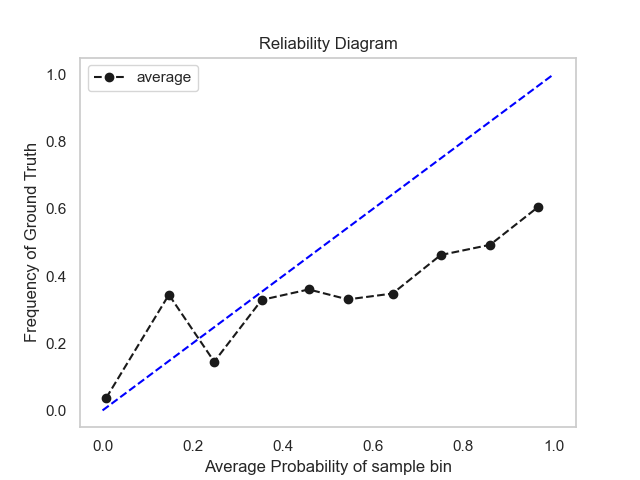 Reliability Diagram
average
1.0
0.8
0.6
0.4
0.2
0.0
Frequency of Ground Truth
0.0 0.2 0.4 0.6 0.8 1.0
Average Probability of sample bin